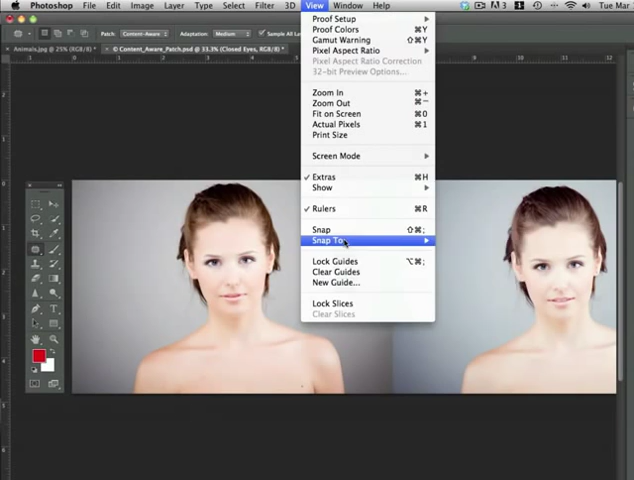 Photoshop File Edit Image Layer Type Select Filter 3D View Window Help Tue Mar
Patch: Content-Aware Adaptation: Medium Sample All La
Animals.jpg @ 25% (RGB/8*) © Content_Aware_Patch.psd @ 33.3% (Closed Eyes, RGB/8)
Proof Setup
Proof Colors ⌘Y
Gamut Warning ⇧⌘Y
Pixel Aspect Ratio
Pixel Aspect Ratio Correction
32-bit Preview Options...
Zoom In ⌘+
Zoom Out ⌘−
Fit on Screen ⌘0
Actual Pixels ⌘1
Print Size
Screen Mode
✓ Extras ⌘H
Show
✓ Rulers ⌘R
Snap ⇧⌘;
Snap To
Lock Guides ⌥⌘;
Clear Guides
New Guide...
Lock Slices
Clear Slices